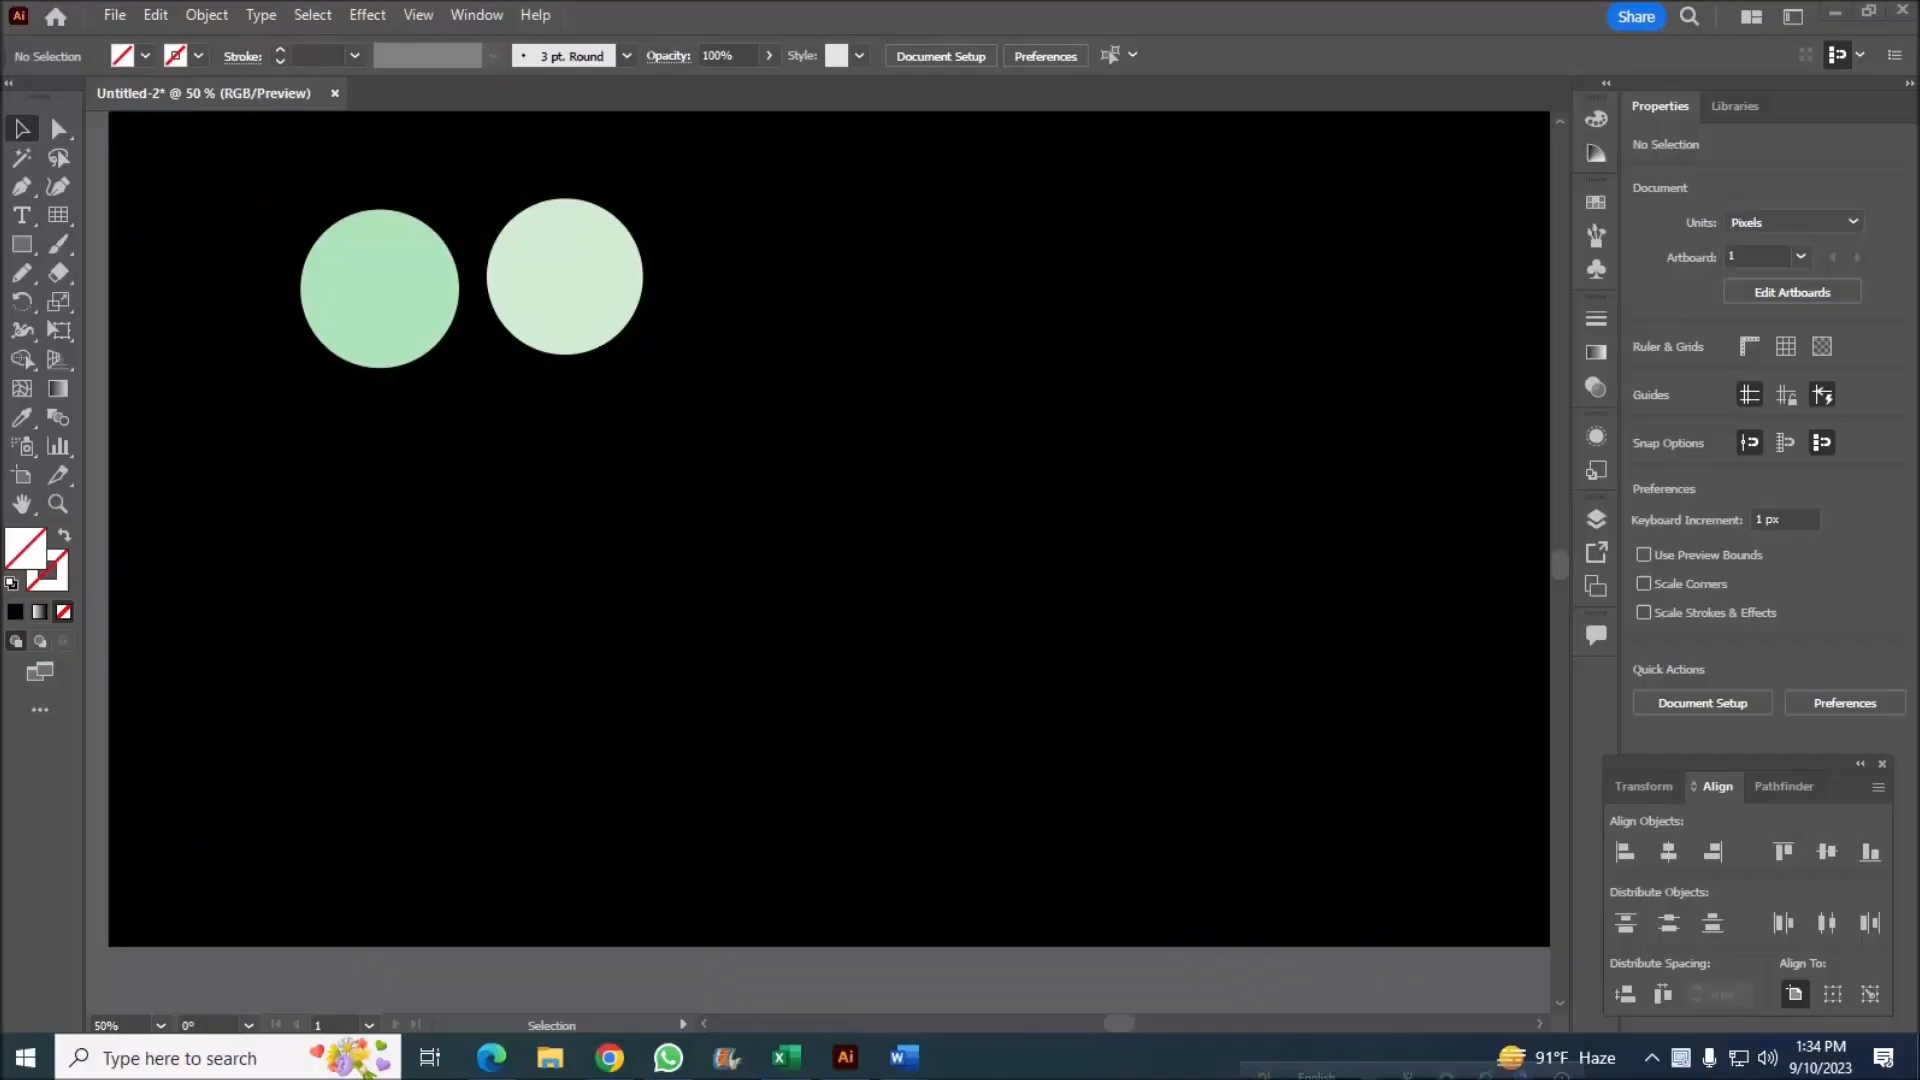 Ai File Edit Object Type Select Effect View Window Help Share
No Selection Stroke: 3 pt. Round Opacity: 100% Style: Document Setup Preferences
Untitled-2* @ 50 % (RGB/Preview) ×
Properties Libraries
No Selection
Document
Units: Pixels
Artboard: 1
Edit Artboards
Ruler & Grids
Guides
Snap Options
Preferences
Keyboard Increment: 1 px
Use Preview Bounds
Scale Corners
Scale Strokes & Effects
Quick Actions
Document Setup Preferences
Transform Align Pathfinder
Align Objects:
Distribute Objects:
Distribute Spacing: Align To:
50% 0° 1 Selection
Type here to search
Ai
91°F Haze
1:34 PM
9/10/2023
English